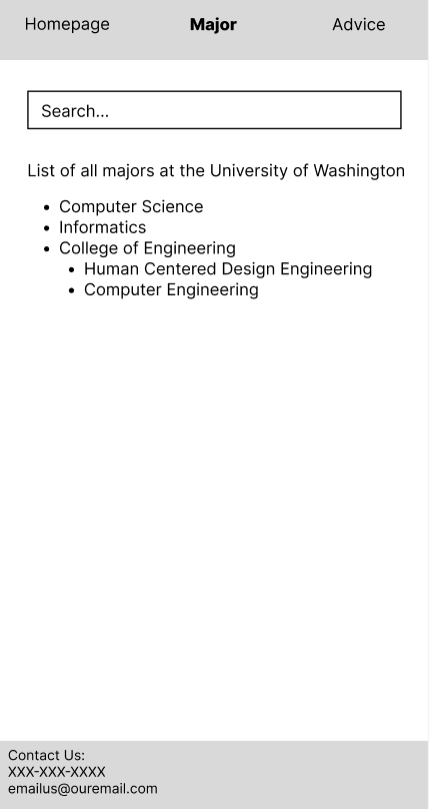 Homepage Major Advice
Search...
List of all majors at the University of Washington
• Computer Science
• Informatics
• College of Engineering
• Human Centered Design Engineering
• Computer Engineering
Contact Us:
XXX-XXX-XXXX
emailus@ouremail.com